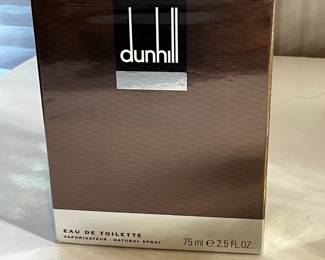 dunhill
EAU DE TOILETTE
VAPORISATEUR · NATURAL SPRAY 75 ml ℮ 2.5 FL.OZ.